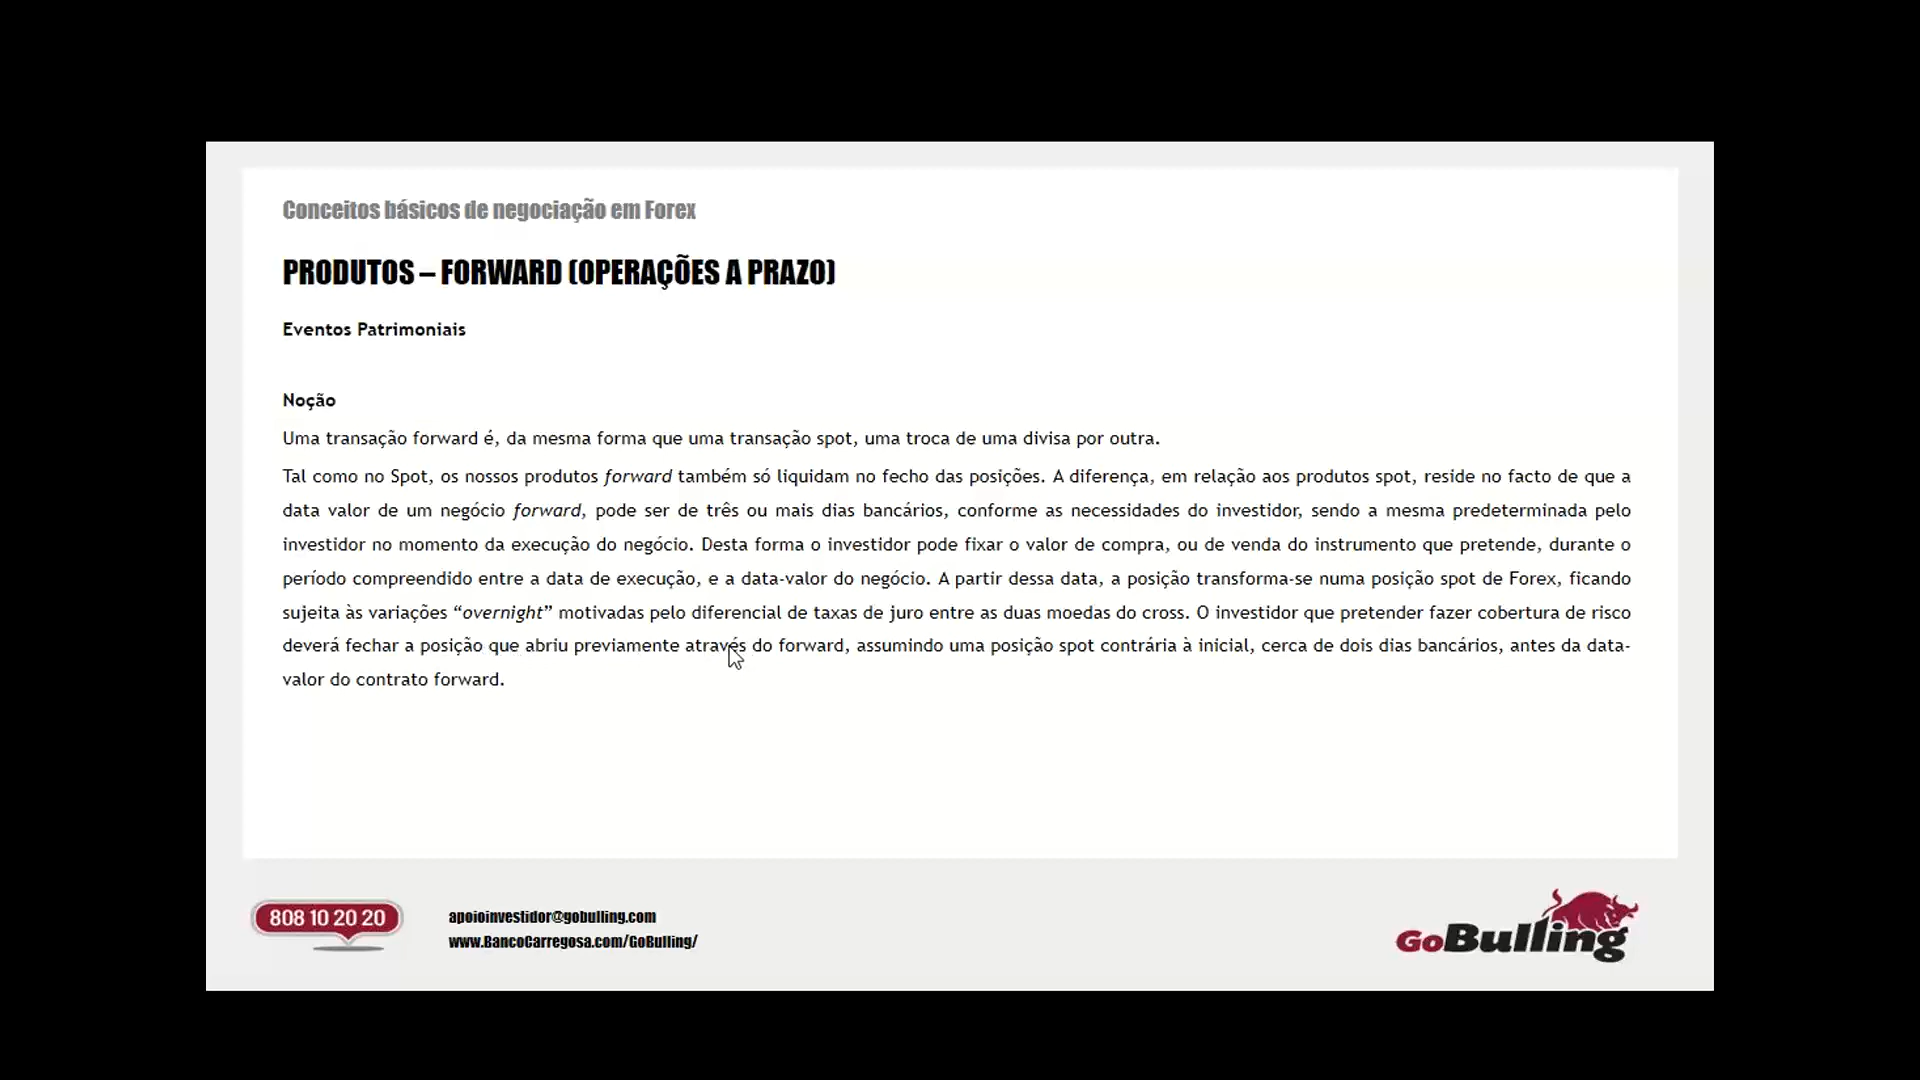 Conceitos básicos de negociação em Forex
PRODUTOS – FORWARD (OPERAÇÕES A PRAZO)
Eventos Patrimoniais
Noção
Uma transação forward é, da mesma forma que uma transação spot, uma troca de uma divisa por outra.
Tal como no Spot, os nossos produtos forward também só liquidam no fecho das posições. A diferença, em relação aos produtos spot, reside no facto de que a
data valor de um negócio forward, pode ser de três ou mais dias bancários, conforme as necessidades do investidor, sendo a mesma predeterminada pelo
investidor no momento da execução do negócio. Desta forma o investidor pode fixar o valor de compra, ou de venda do instrumento que pretende, durante o
período compreendido entre a data de execução, e a data-valor do negócio. A partir dessa data, a posição transforma-se numa posição spot de Forex, ficando
sujeita às variações “overnight” motivadas pelo diferencial de taxas de juro entre as duas moedas do cross. O investidor que pretender fazer cobertura de risco
deverá fechar a posição que abriu previamente através do forward, assumindo uma posição spot contrária à inicial, cerca de dois dias bancários, antes da data-
valor do contrato forward.
808 10 20 20
apoioinvestidor@gobulling.com
www.BancoCarregosa.com/GoBulling/
GoBulling